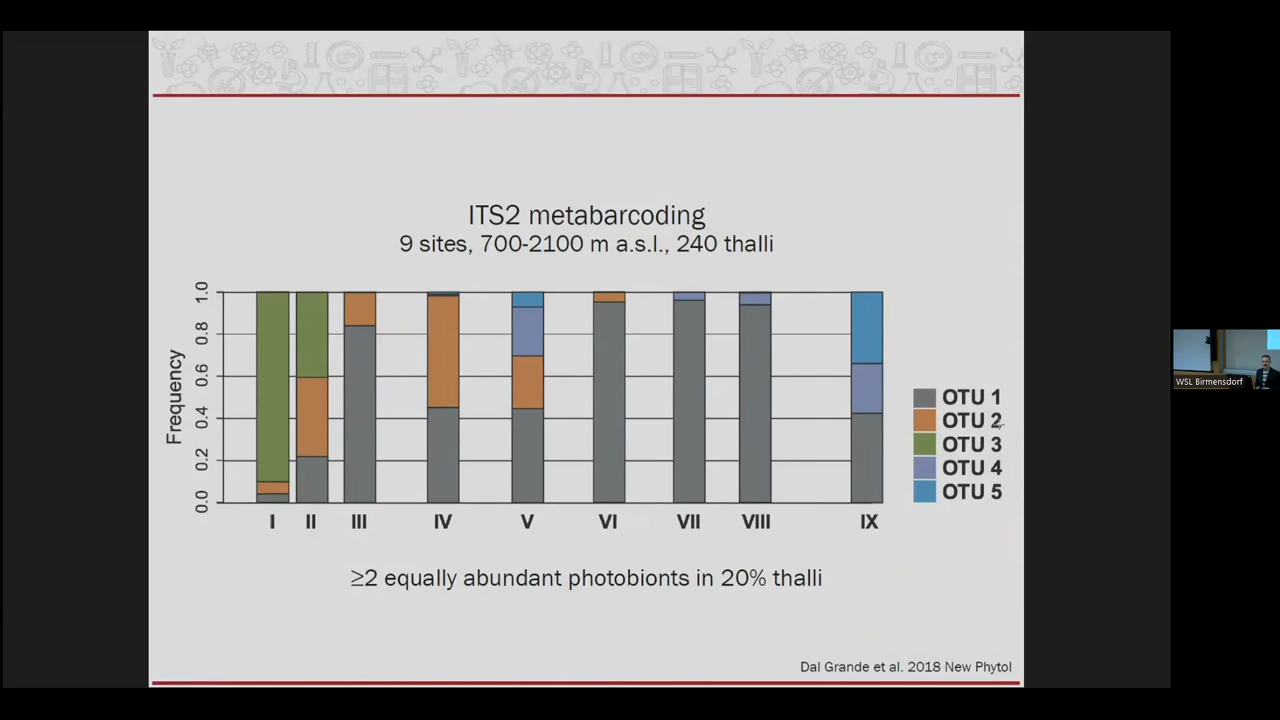 ITS2 metabarcoding
9 sites, 700-2100 m a.s.l., 240 thalli
Frequency
1.0
0.8
0.6
0.4
0.2
0.0
I II III IV V VI VII VIII IX
OTU 1
OTU 2
OTU 3
OTU 4
OTU 5
≥2 equally abundant photobionts in 20% thalli
Dal Grande et al. 2018 New Phytol
WSL Birmensdorf